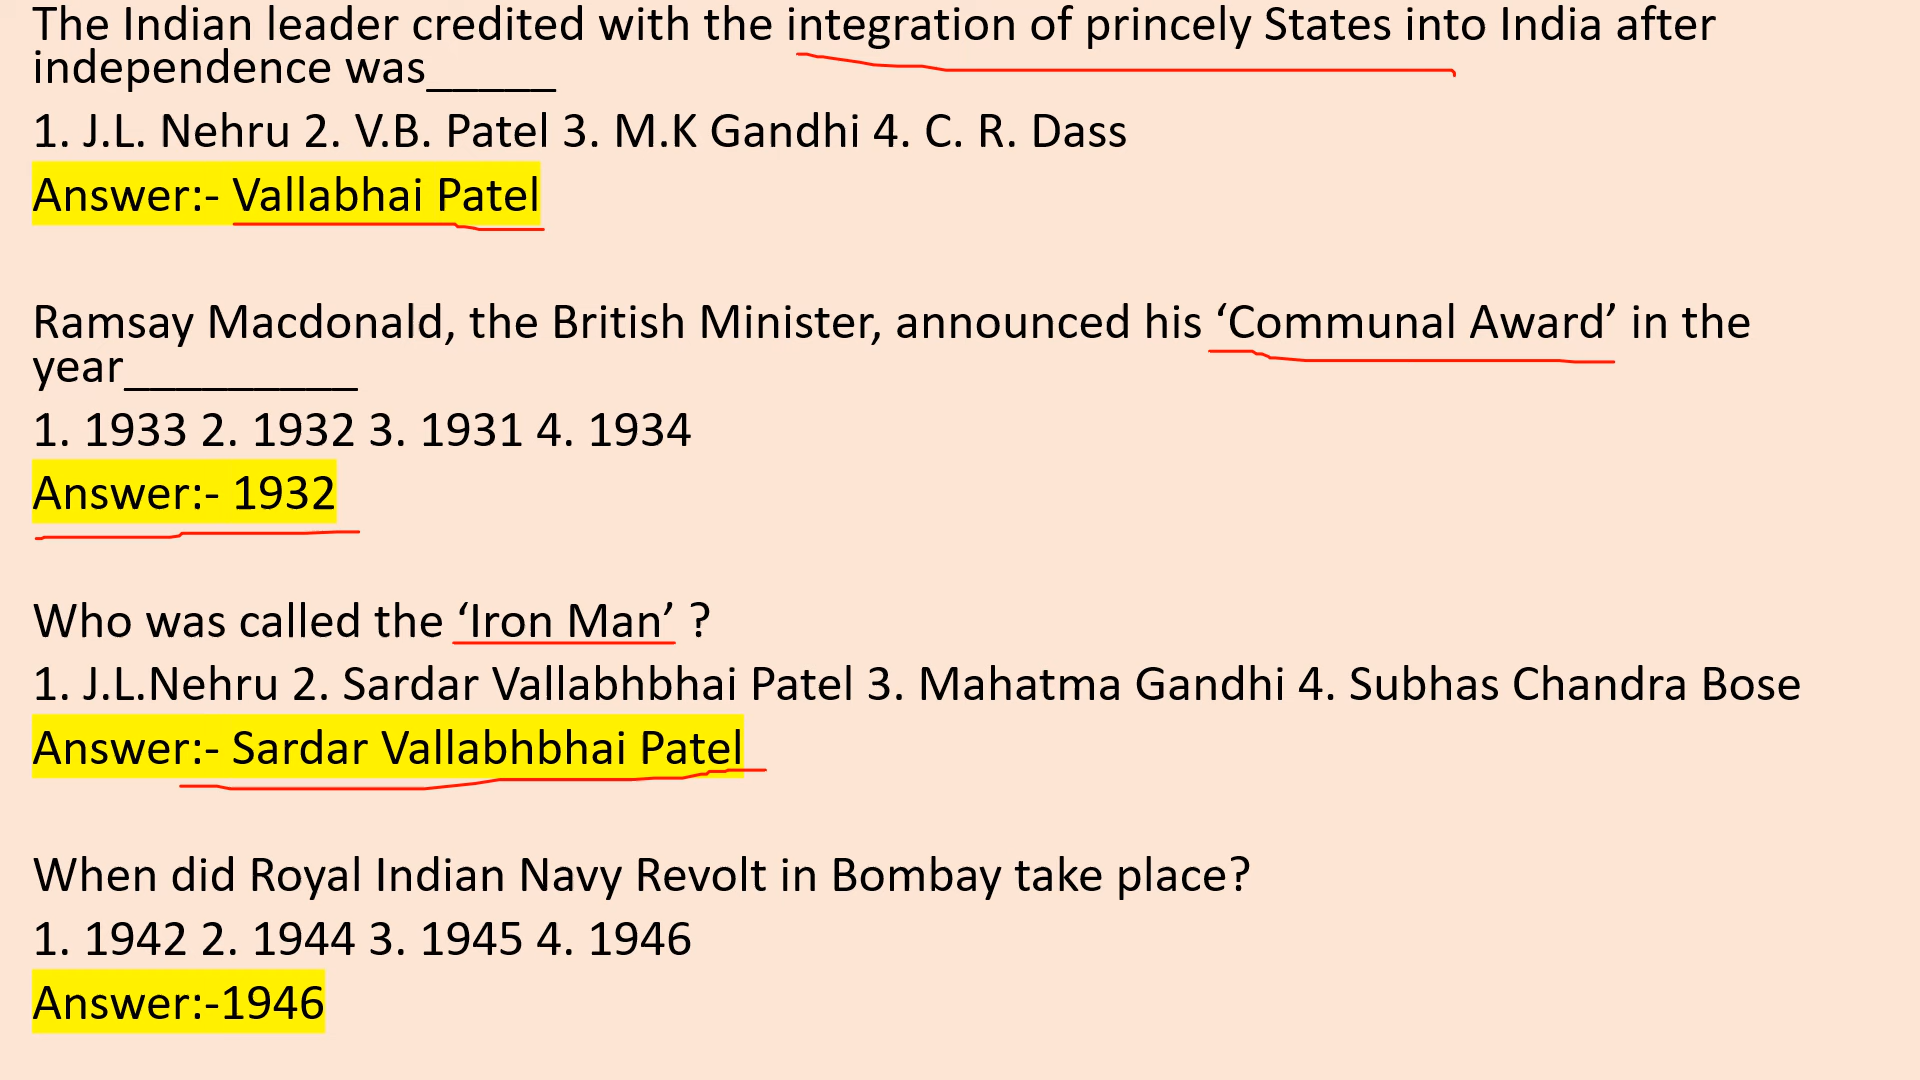 The Indian leader credited with the integration of princely States into India after
independence was_____
1. J.L. Nehru 2. V.B. Patel 3. M.K Gandhi 4. C. R. Dass
Answer:- Vallabhai Patel
Ramsay Macdonald, the British Minister, announced his ‘Communal Award’ in the
year_________
1. 1933 2. 1932 3. 1931 4. 1934
Answer:- 1932
Who was called the ‘Iron Man’ ?
1. J.L.Nehru 2. Sardar Vallabhbhai Patel 3. Mahatma Gandhi 4. Subhas Chandra Bose
Answer:- Sardar Vallabhbhai Patel
When did Royal Indian Navy Revolt in Bombay take place?
1. 1942 2. 1944 3. 1945 4. 1946
Answer:-1946